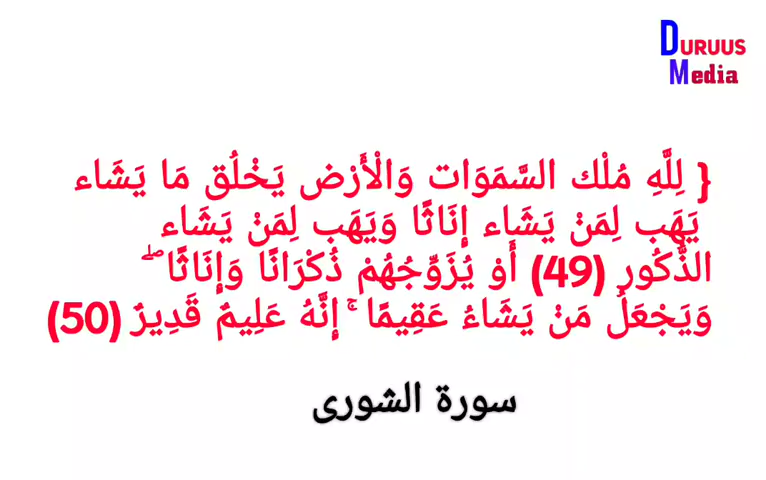 DURUUS
Media
{ لِلَّهِ مُلْك السَّمَوَات وَالْأَرْض يَخْلُق مَا يَشَاء
يَهَب لِمَنْ يَشَاء إِنَاثًا وَيَهَب لِمَنْ يَشَاء
الذُّكُور (49) أَوْ يُزَوِّجُهُمْ ذُكْرَانًا وَإِنَاثًا ۖ
وَيَجْعَلُ مَنْ يَشَاءُ عَقِيمًا ۚ إِنَّهُ عَلِيمٌ قَدِيرٌ (50)
سورة الشورى